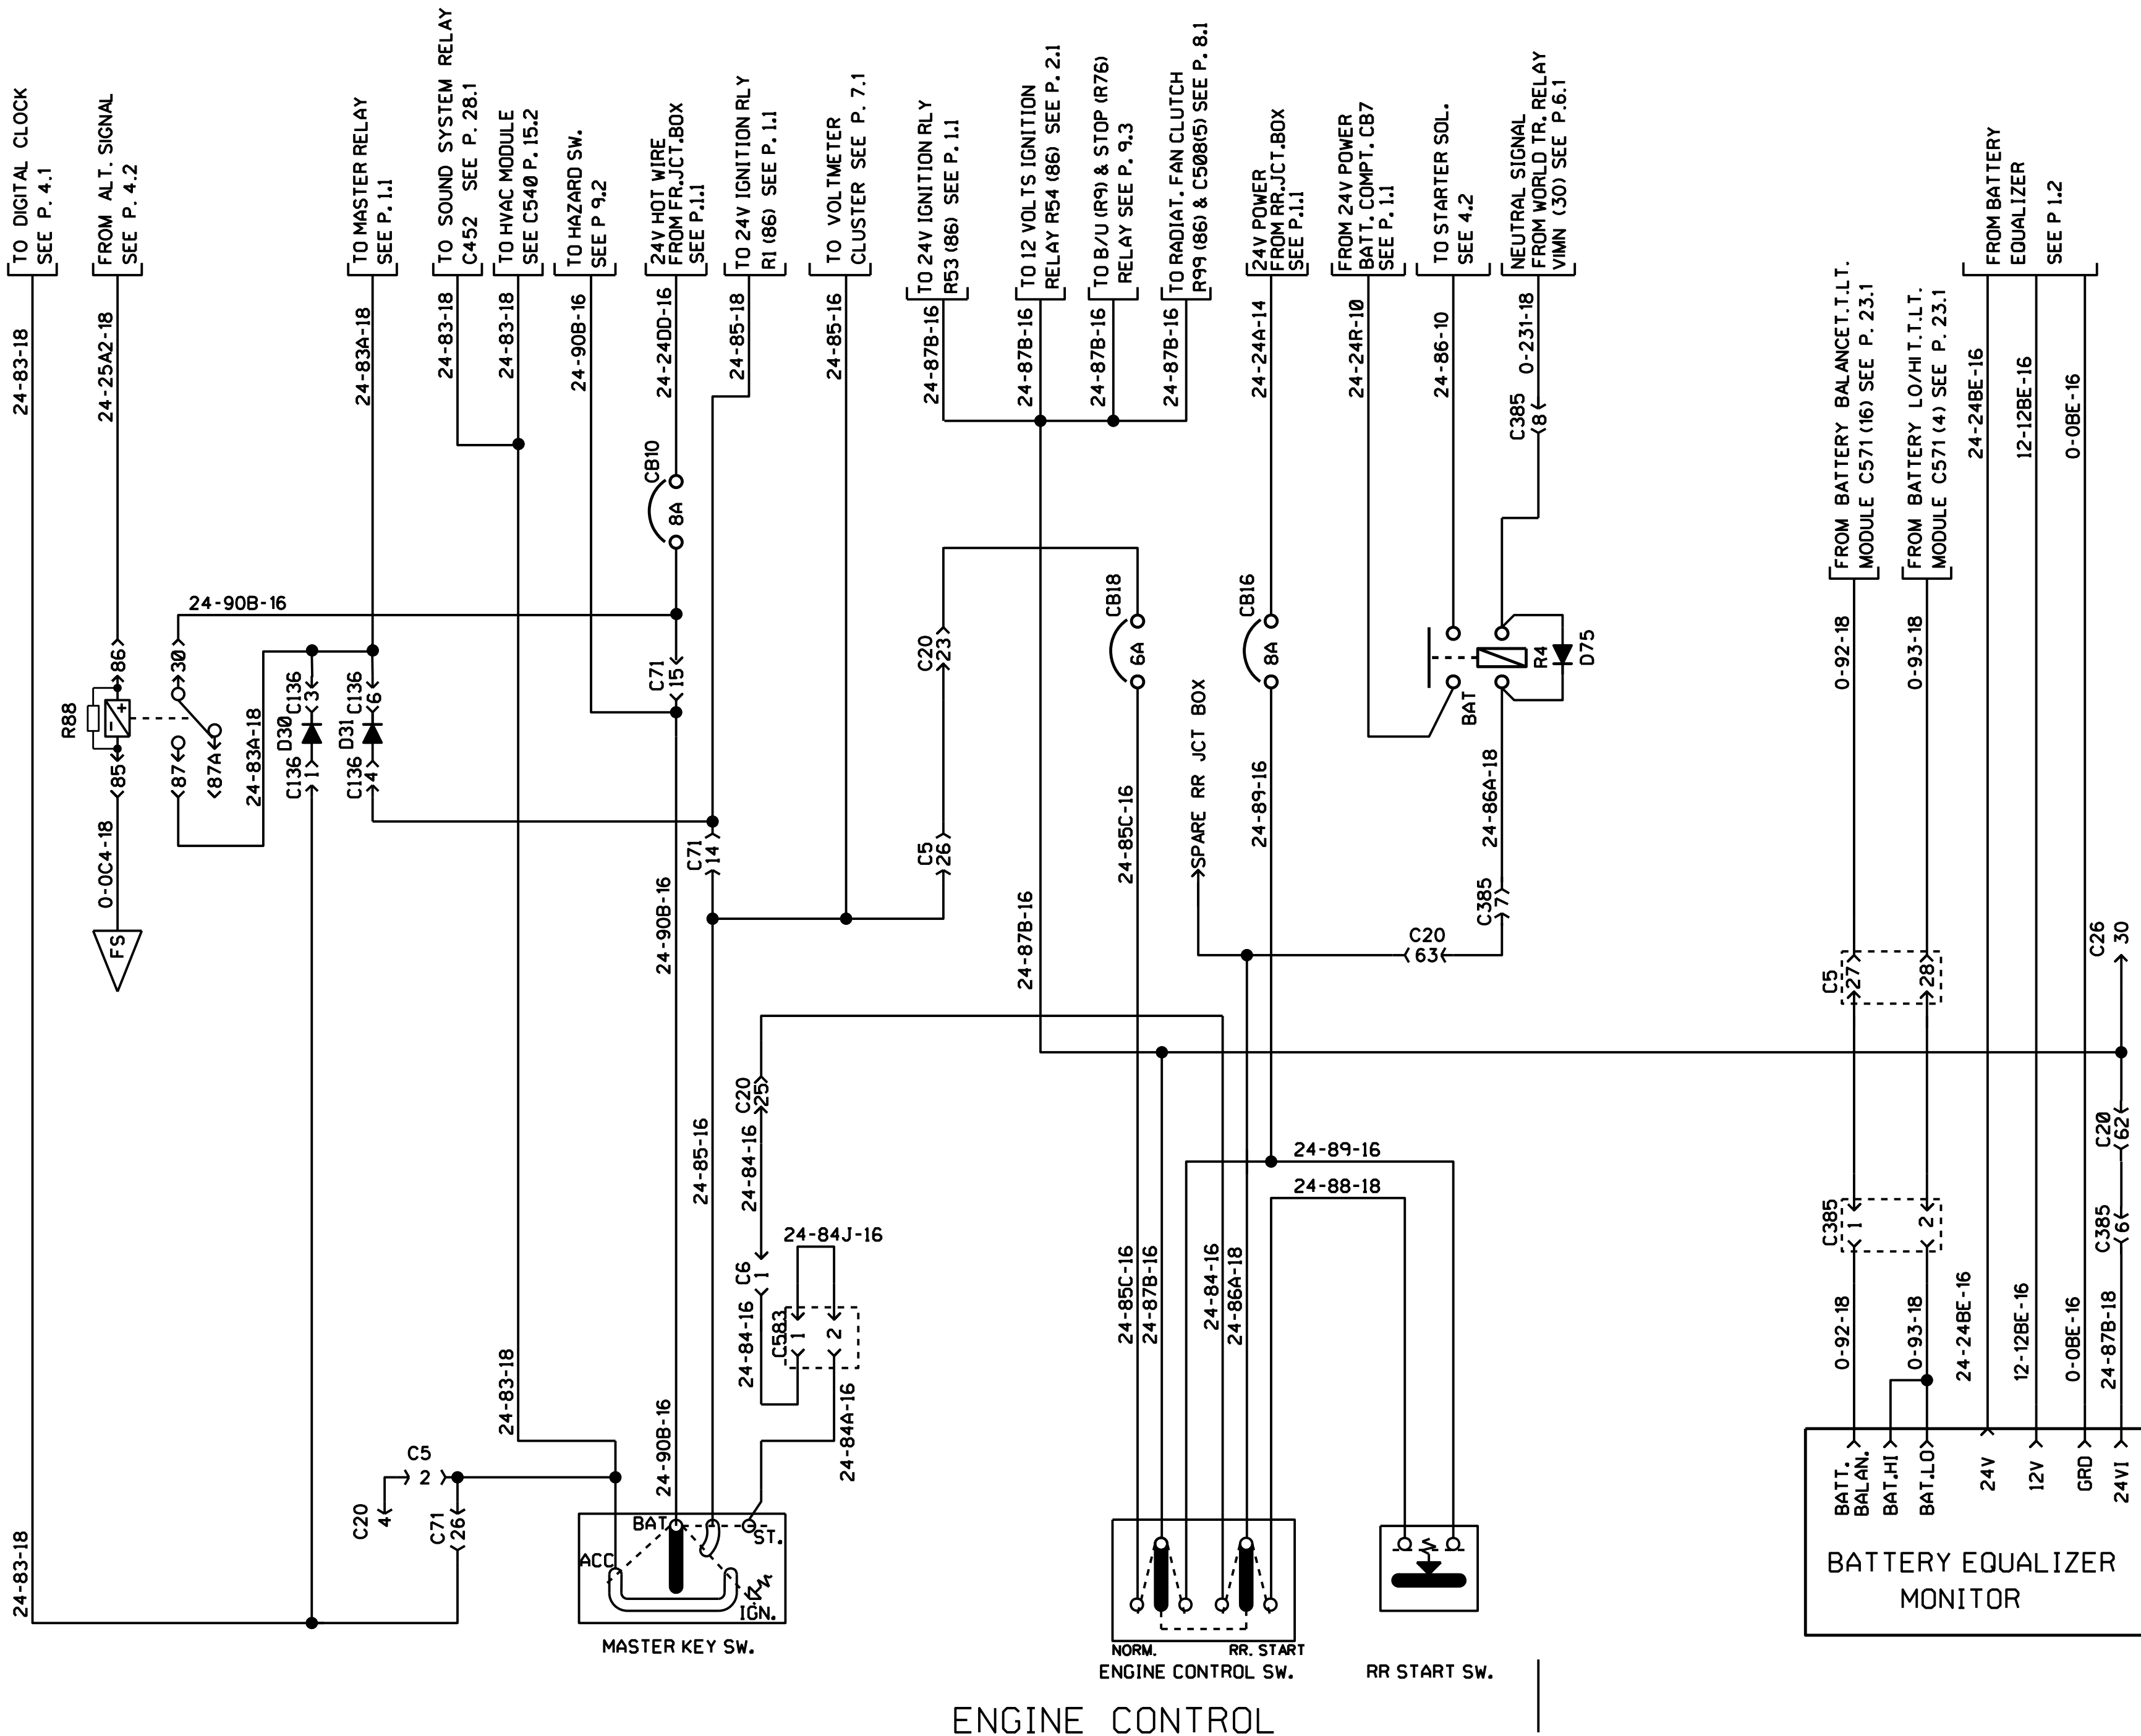 TO DIGITAL CLOCK
SEE P. 4.1
FROM ALT. SIGNAL
SEE P. 4.2
TO MASTER RELAY
SEE P. 1.1
TO SOUND SYSTEM RELAY
C452 SEE P. 28.1
TO HVAC MODULE
SEE C540 P. 15.2
TO HAZARD SW.
SEE P 9.2
24V HOT WIRE
FROM FR.JCT.BOX
SEE P.1.1
TO 24V IGNITION RLY
R1 (86) SEE P. 1.1
TO VOLTMETER
CLUSTER SEE P. 7.1
TO 24V IGNITION RLY
R53 (86) SEE P. 1.1
TO 12 VOLTS IGNITION
RELAY R54 (86) SEE P. 2.1
TO B/U (R9) & STOP (R76)
RELAY SEE P. 9.3
TO RADIAT. FAN CLUTCH
R99 (86) & C508(5) SEE P. 8.1
24V POWER
FROM RR.JCT.BOX
SEE P.1.1
FROM 24V POWER
BATT. COMPT. CB7
SEE P. 1.1
TO STARTER SOL.
SEE 4.2
NEUTRAL SIGNAL
FROM WORLD TR. RELAY
VIMN (30) SEE P.6.1
FROM BATTERY BALANCE T.LT.
MODULE C571 (16) SEE P. 23.1
FROM BATTERY LO/HI T.T.LT.
MODULE C571 (4) SEE P. 23.1
FROM BATTERY
EQUALIZER
SEE P 1.2
24-83-18
24-25A2-18
24-83A-18
24-83-18
24-83-18
24-90B-16
24-24DD-16
24-85-18
24-85-16
24-87B-16
24-87B-16
24-87B-16
24-87B-16
24-24A-14
24-24R-10
24-86-10
0-231-18
C385
8
24-24BE-16
12-12BE-16
0-0BE-16
CB10
8A
24-90B-16
86
30
R88
- +
85
87
87A
24-83A-18
C136
3
D30
C136
1
C136
6
D31
C136
4
C71
15
C71
14
C20
23
C5
26
CB18
6A
CB16
8A
BAT
R4
D75
0-92-18
0-93-18
0-0C4-18
FS
24-90B-16
24-87B-16
24-85C-16
SPARE RR JCT BOX
24-89-16
24-86A-18
C385
7
C20
63
C5
27
28
C26
30
C20
25
24-85-16
24-84-16
C6
1
24-84J-16
24-84-16
C583
1
2
24-84A-16
24-89-16
24-88-18
24-85C-16
24-87B-16
24-84-16
24-86A-18
C20
62
C385
1
2
C385
6
0-92-18
0-93-18
24-24BE-16
12-12BE-16
0-0BE-16
24-87B-18
24-83-18
24-90B-16
C5
2
C20
4
C71
26
24-83-18
BAT
ACC
ST.
IGN.
MASTER KEY SW.
NORM.
RR. START
ENGINE CONTROL SW.
RR START SW.
BATT.
BALAN.
BAT.HI
BAT.LO
24V
12V
GRD
24VI
BATTERY EQUALIZER
MONITOR
ENGINE CONTROL